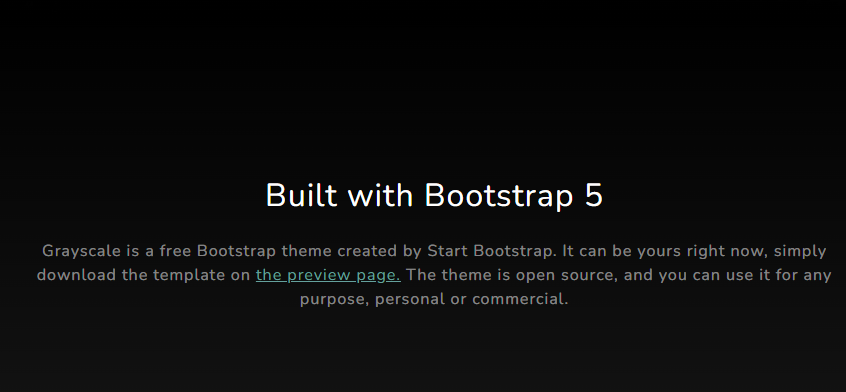 Built with Bootstrap 5
Grayscale is a free Bootstrap theme created by Start Bootstrap. It can be yours right now, simply
download the template on the preview page. The theme is open source, and you can use it for any
purpose, personal or commercial.